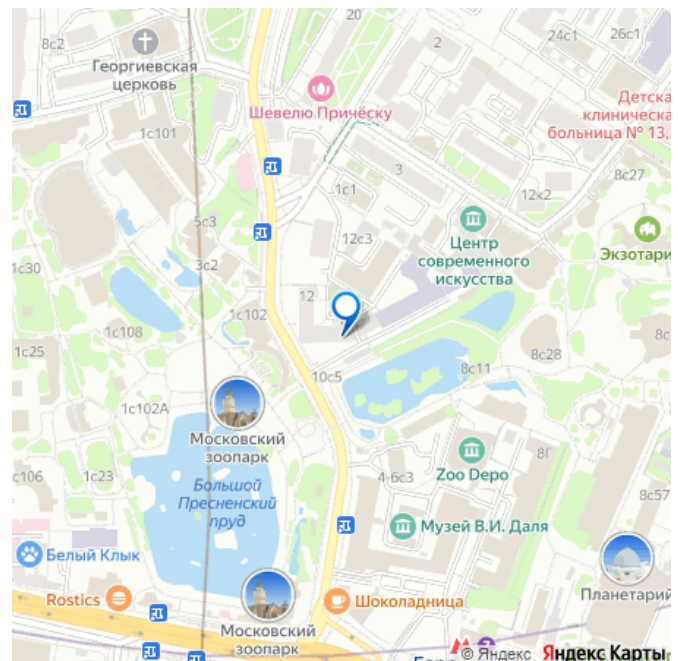 8с2
24с1
26с1
2
Георгиевская
церковь
Шевелю Причёску
Детска
клиническа
больница № 13,
1с101
3
8с27
1с1
12к2
5с3
12с3
Центр
современного
искусства
Экзотари
1с30
3с2
12
1с102
1с108
8с
1с25
8с28
10с5
8с11
1с102А
Московский
зоопарк
20
4-6с3
8Г
Zoo Depo
с106
1с23
Большой
Пресненский
пруд
8с57
Музей В.И. Даля
Белый Клык
Планетарий
Rostics
Шоколадница
Московский
зоопарк
© Яндекс Яндекс Карты